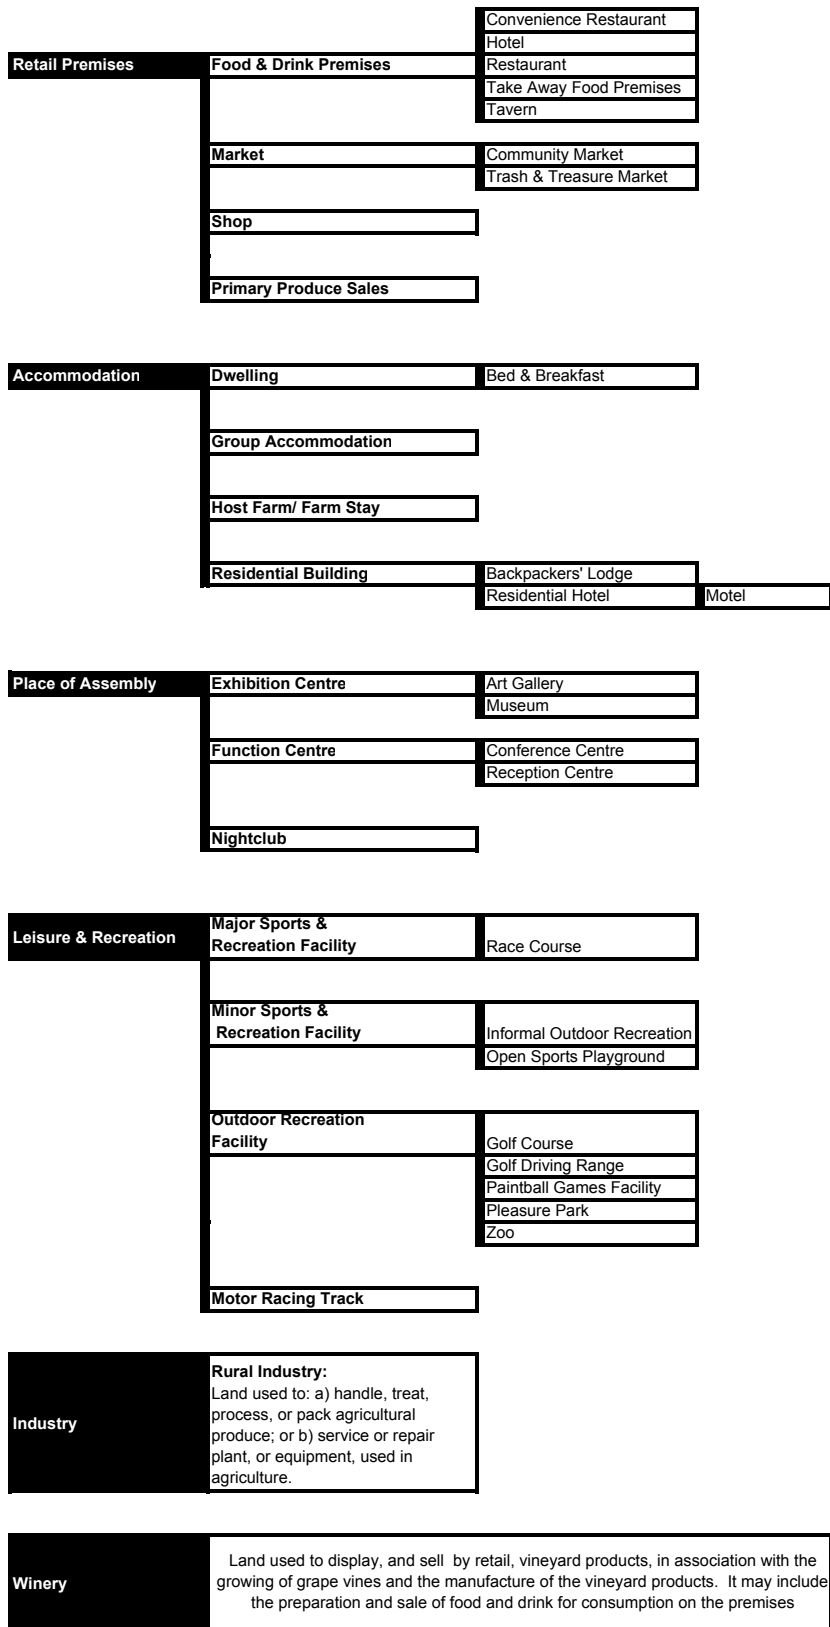 Convenience Restaurant
Hotel
Retail Premises Food & Drink Premises Restaurant
Take Away Food Premises
Tavern
Market Community Market
Trash & Treasure Market
Shop
Primary Produce Sales
Accommodation Dwelling Bed & Breakfast
Group Accommodation
Host Farm/ Farm Stay
Residential Building Backpackers' Lodge
Residential Hotel Motel
Place of Assembly Exhibition Centre Art Gallery
Museum
Function Centre Conference Centre
Reception Centre
Nightclub
Leisure & Recreation
Major Sports &
Recreation Facility Race Course
Minor Sports &
Recreation Facility Informal Outdoor Recreation
Open Sports Playground
Outdoor Recreation
Facility Golf Course
Golf Driving Range
Paintball Games Facility
Pleasure Park
Zoo
Motor Racing Track
Industry
Rural Industry:
Land used to: a) handle, treat,
process, or pack agricultural
produce; or b) service or repair
plant, or equipment, used in
agriculture.
Winery
Land used to display, and sell by retail, vineyard products, in association with the
growing of grape vines and the manufacture of the vineyard products. It may include
the preparation and sale of food and drink for consumption on the premises